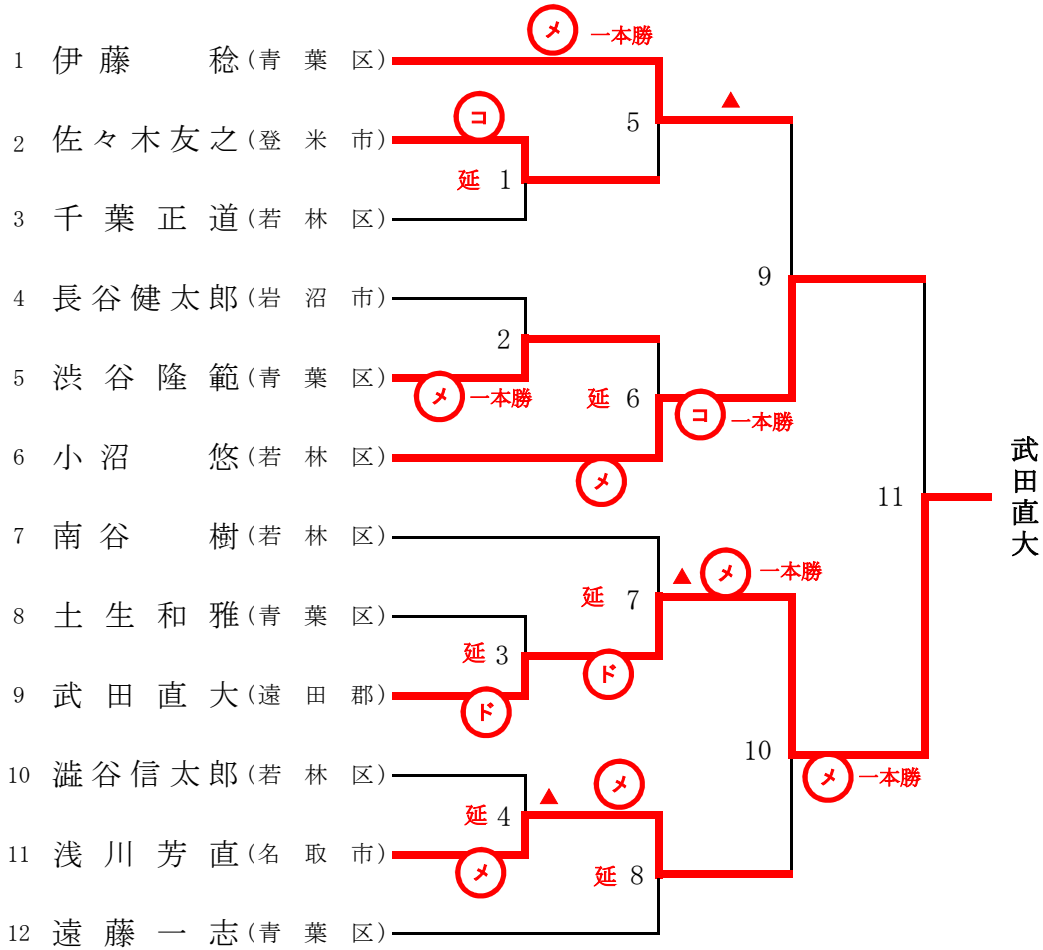 メ 一本勝
1 伊藤 稔(青葉区)
▲
コ
5
2 佐々木友之(登米市)
延 1
3 千葉正道(若林区)
9
4 長谷健太郎(岩沼市)
2
5 渋谷隆範(青葉区)
メ 一本勝
延 6
コ 一本勝
6 小沼 悠(若林区)
メ
11
武田直大
7 南谷 樹(若林区)
▲ メ 一本勝
延 7
8 土生和雅(青葉区)
延 3
ド
9 武田直大(遠田郡)
ド
10
10 澁谷信太郎(若林区)
メ 一本勝
▲ メ
延 4
11 浅川芳直(名取市)
メ
延 8
12 遠藤一志(青葉区)